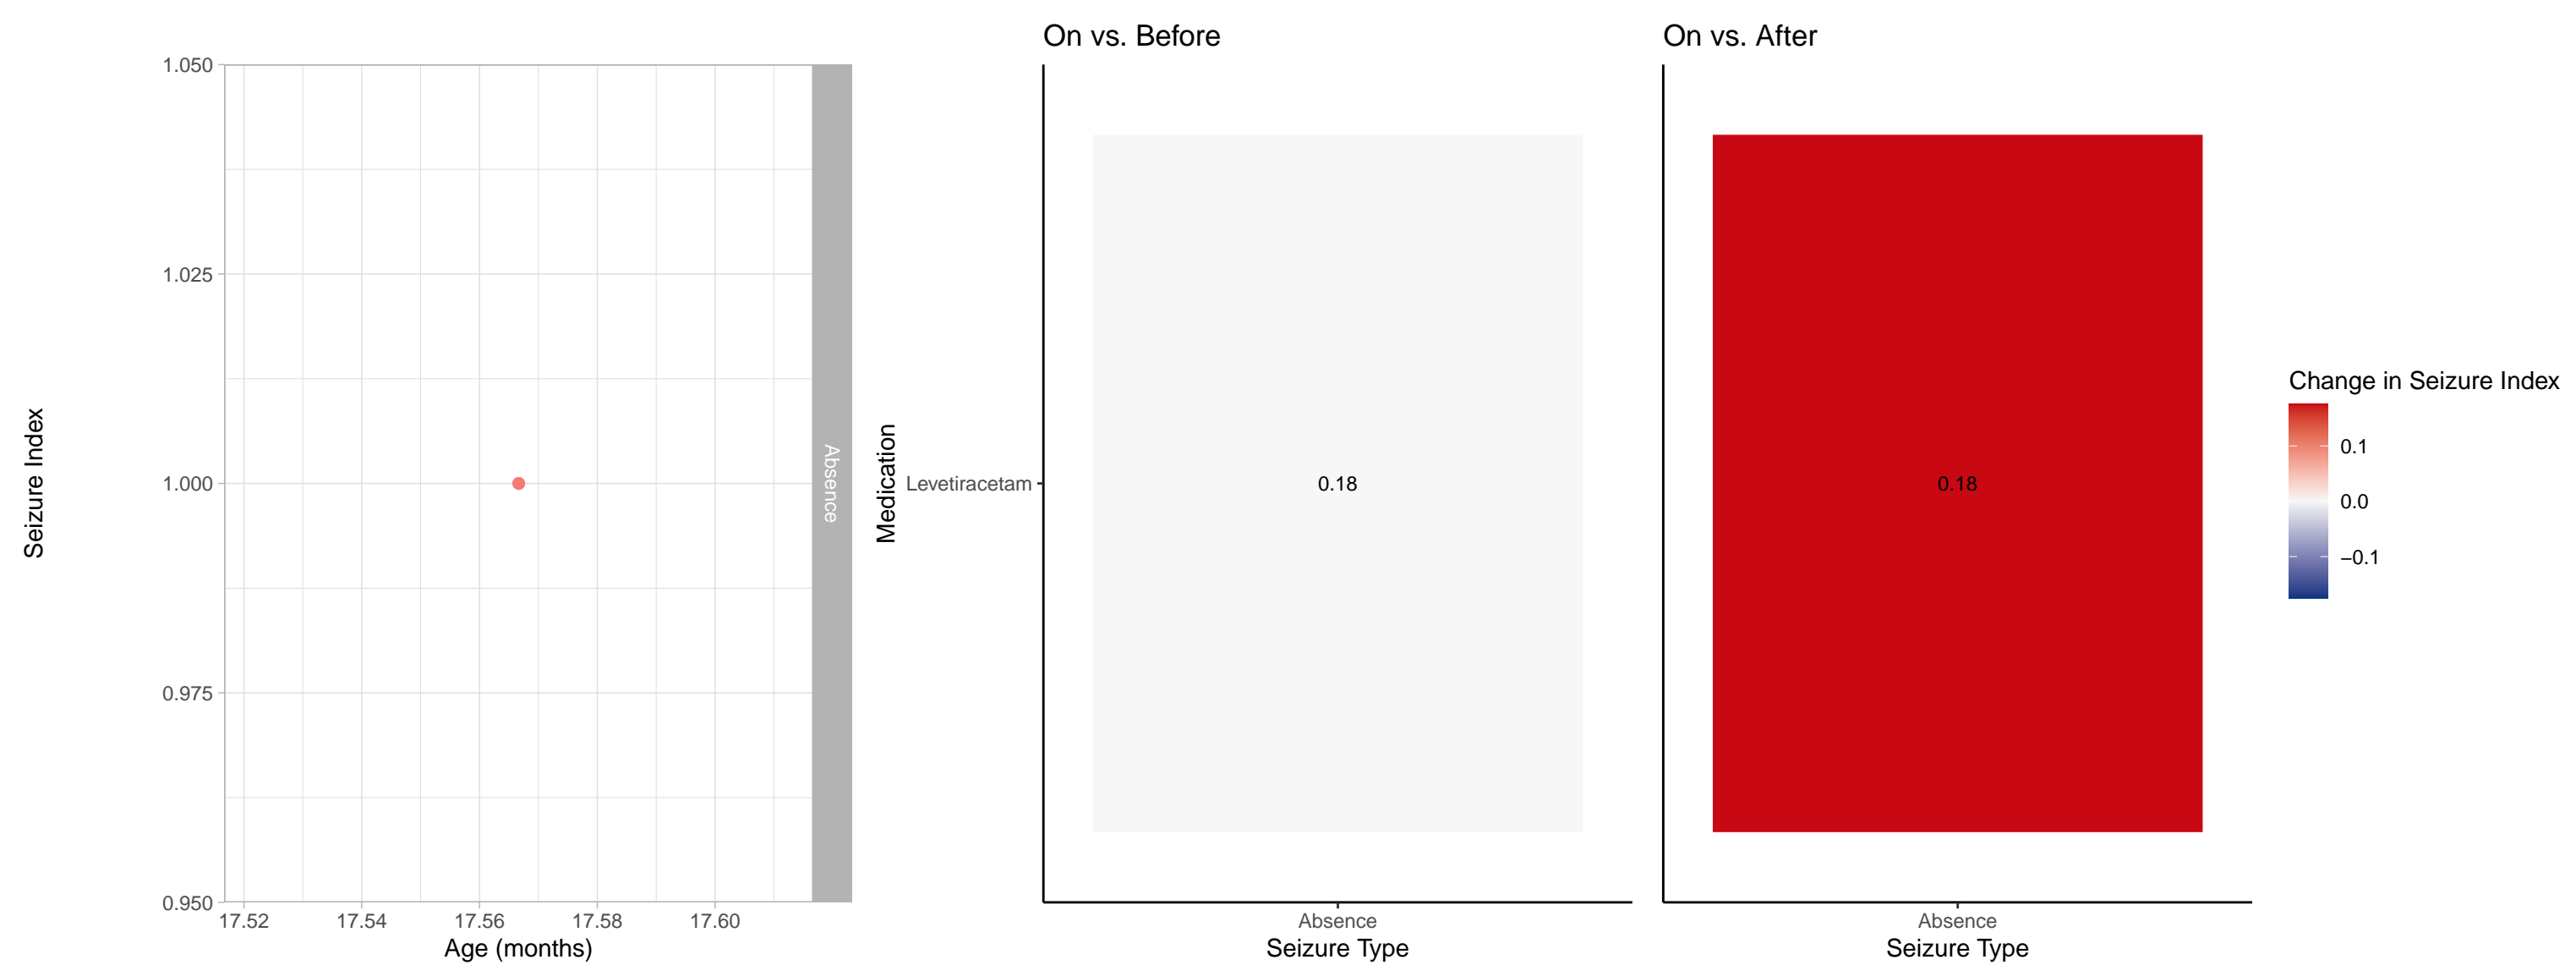 On vs. Before
On vs. After
1.050
1.025
1.000
0.975
0.950
Seizure Index
17.52
17.54
17.56
17.58
17.60
Age (months)
Absence
Medication
Levetiracetam
0.18
Absence
Seizure Type
0.18
Absence
Seizure Type
Change in Seizure Index
0.1
0.0
−0.1